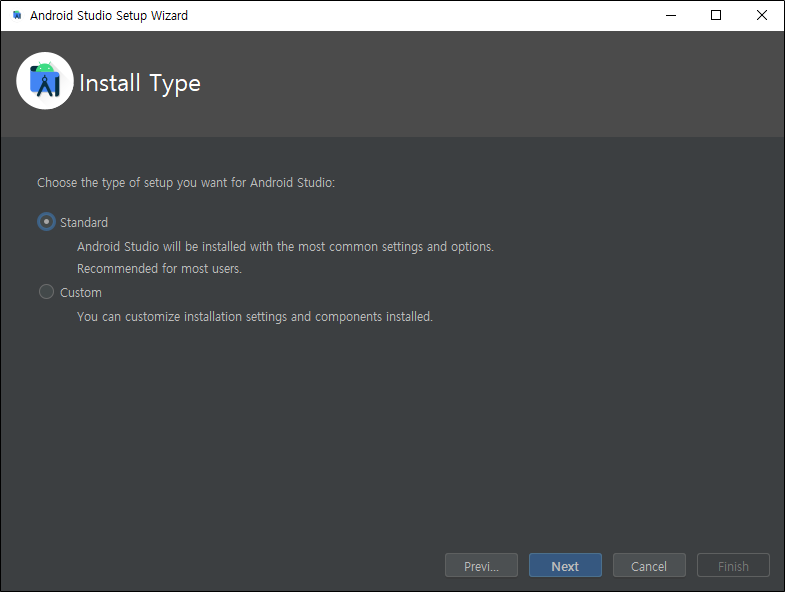 Android Studio Setup Wizard
Install Type
Choose the type of setup you want for Android Studio:
Standard
Android Studio will be installed with the most common settings and options.
Recommended for most users.
Custom
You can customize installation settings and components installed.
Previ... Next Cancel Finish